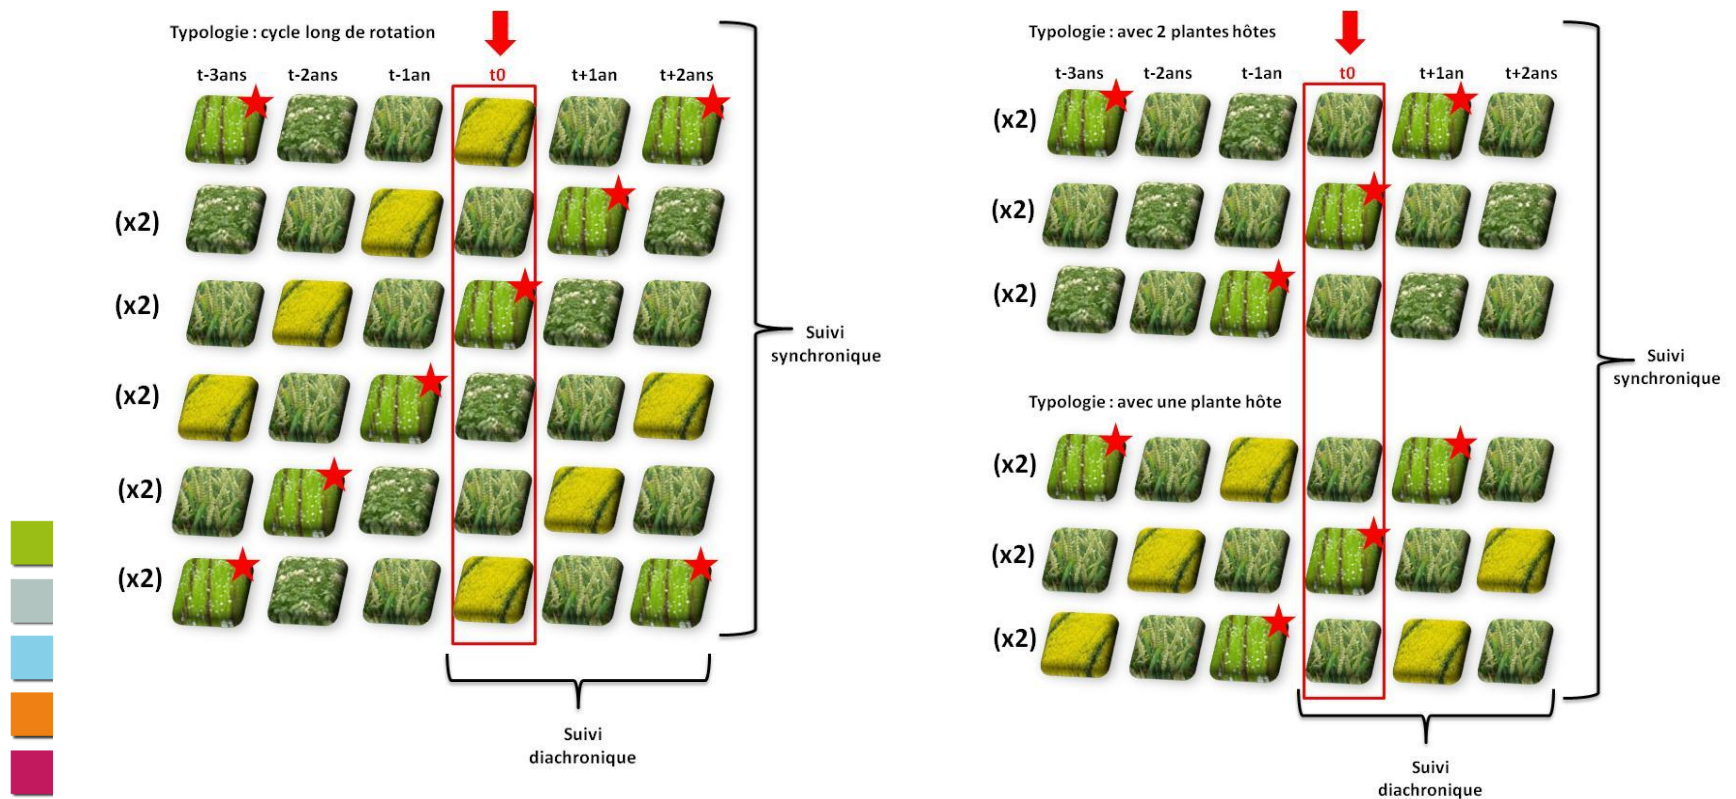 Typologie : cycle long de rotation
t-3ans t-2ans t-1an t0 t+1an t+2ans
(x2)
(x2)
(x2)
(x2)
(x2)
Suivi
synchronique
Suivi
diachronique
Typologie : avec 2 plantes hôtes
t-3ans t-2ans t-1an t0 t+1an t+2ans
(x2)
(x2)
(x2)
Typologie : avec une plante hôte
(x2)
(x2)
(x2)
Suivi
synchronique
Suivi
diachronique